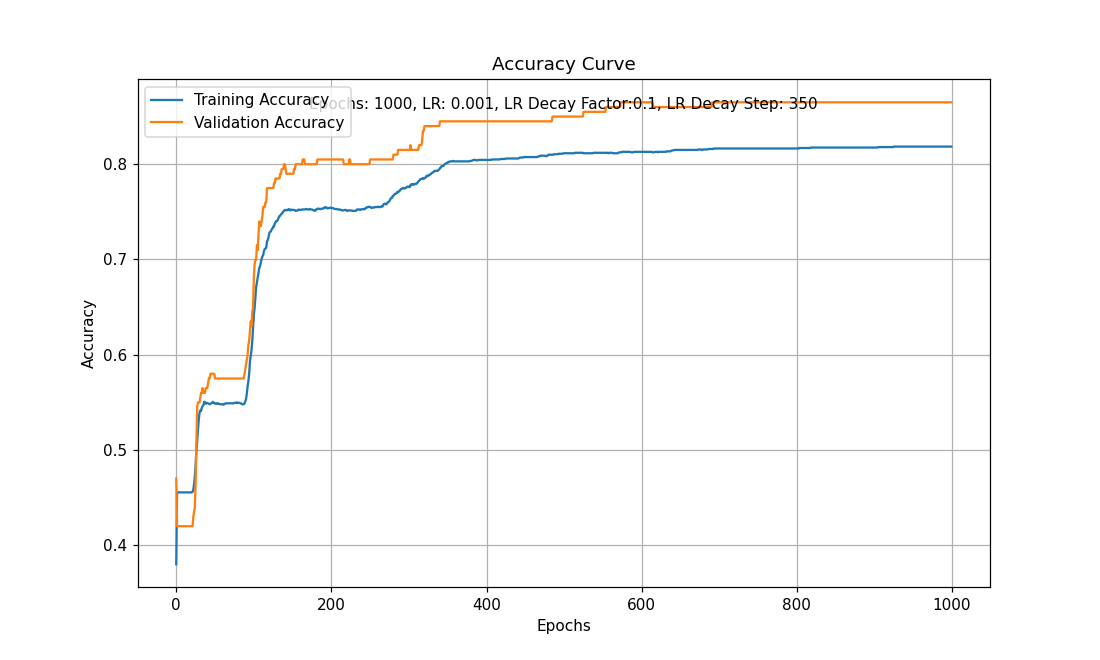 Accuracy Curve
Epochs: 1000, LR: 0.001, LR Decay Factor:0.1, LR Decay Step: 350
Training Accuracy
Validation Accuracy
0.8
0.7
0.6
0.5
0.4
Accuracy
0 200 400 600 800 1000
Epochs